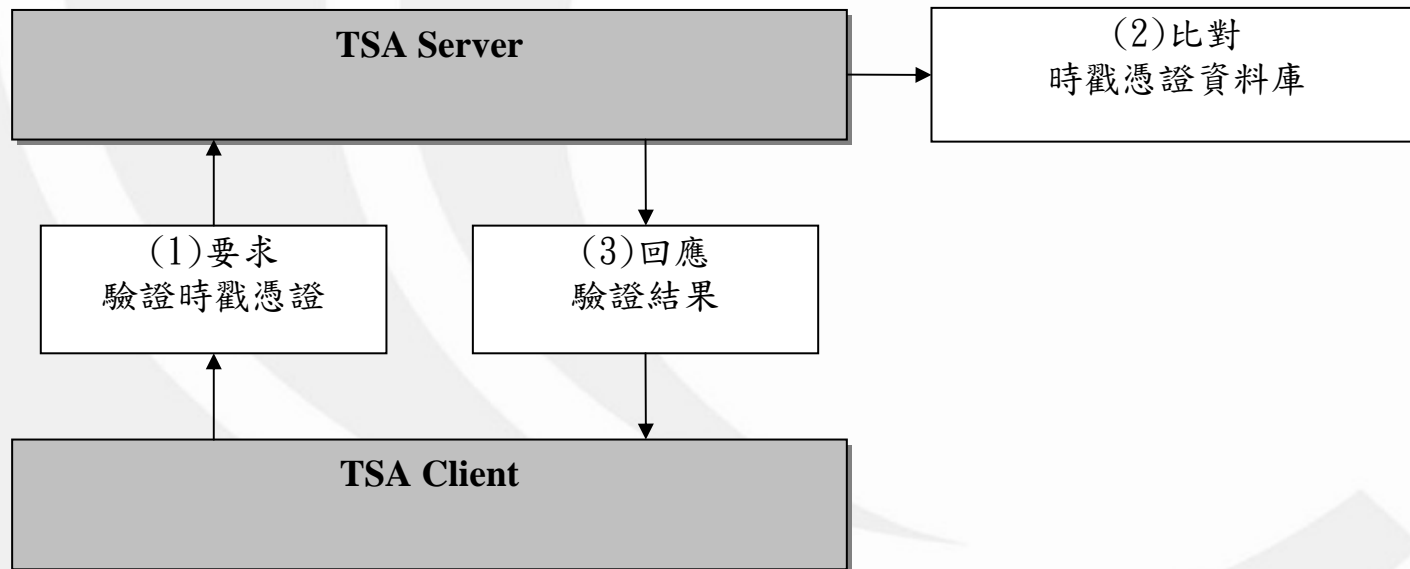 TSA Server
(2)比對
時戳憑證資料庫
(1)要求
驗證時戳憑證
(3)回應
驗證結果
TSA Client